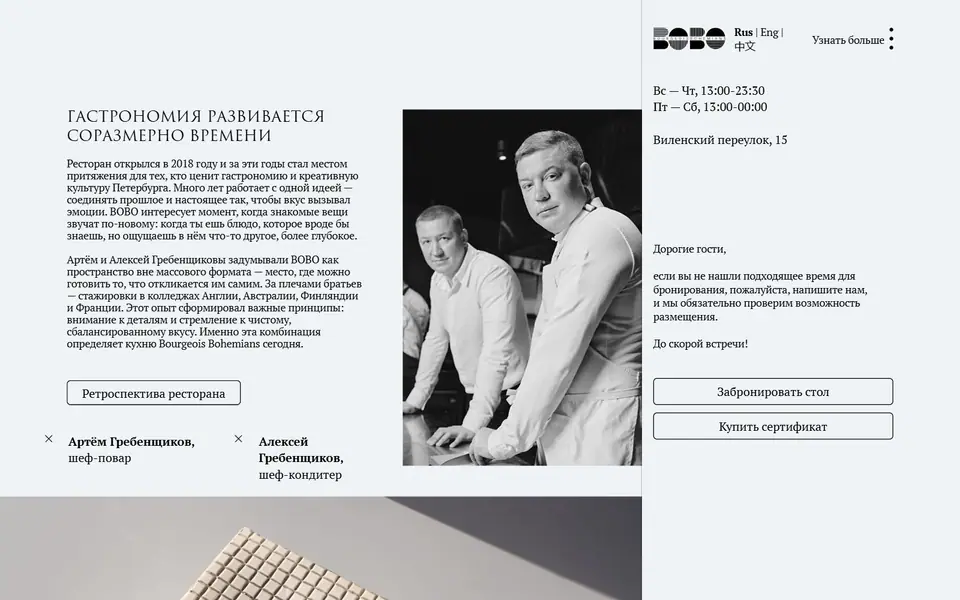 ГАСТРОНОМИЯ РАЗВИВАЕТСЯ
СОРАЗМЕРНО ВРЕМЕНИ
Ресторан открылся в 2018 году и за эти годы стал местом
притяжения для тех, кто ценит гастрономию и креативную
культуру Петербурга. Много лет работает с одной идеей —
соединять прошлое и настоящее так, чтобы вкус вызывал
эмоции. BOBO интересует момент, когда знакомые вещи
звучат по-новому: когда ты ешь блюдо, которое вроде бы
знаешь, но ощущаешь в нём что-то другое, более глубокое.
Артём и Алексей Гребенщиковы задумывали BOBO как
пространство вне массового формата — место, где можно
готовить то, что откликается им самим. За плечами братьев
— стажировки в колледжах Англии, Австралии, Финляндии
и Франции. Этот опыт сформировал важные принципы:
внимание к деталям и стремление к чистому,
сбалансированному вкусу. Именно эта комбинация
определяет кухню Bourgeois Bohemians сегодня.
Ретроспектива ресторана
Артём Гребенщиков,
шеф-повар
Алексей
Гребенщиков,
шеф-кондитер
BOBO
Rus | Eng |
中文
Узнать больше
Вс — Чт, 13:00-23:30
Пт — Сб, 13:00-00:00
Виленский переулок, 15
Дорогие гости,
если вы не нашли подходящее время для
бронирования, пожалуйста, напишите нам,
и мы обязательно проверим возможность
размещения.
До скорой встречи!
Забронировать стол
Купить сертификат